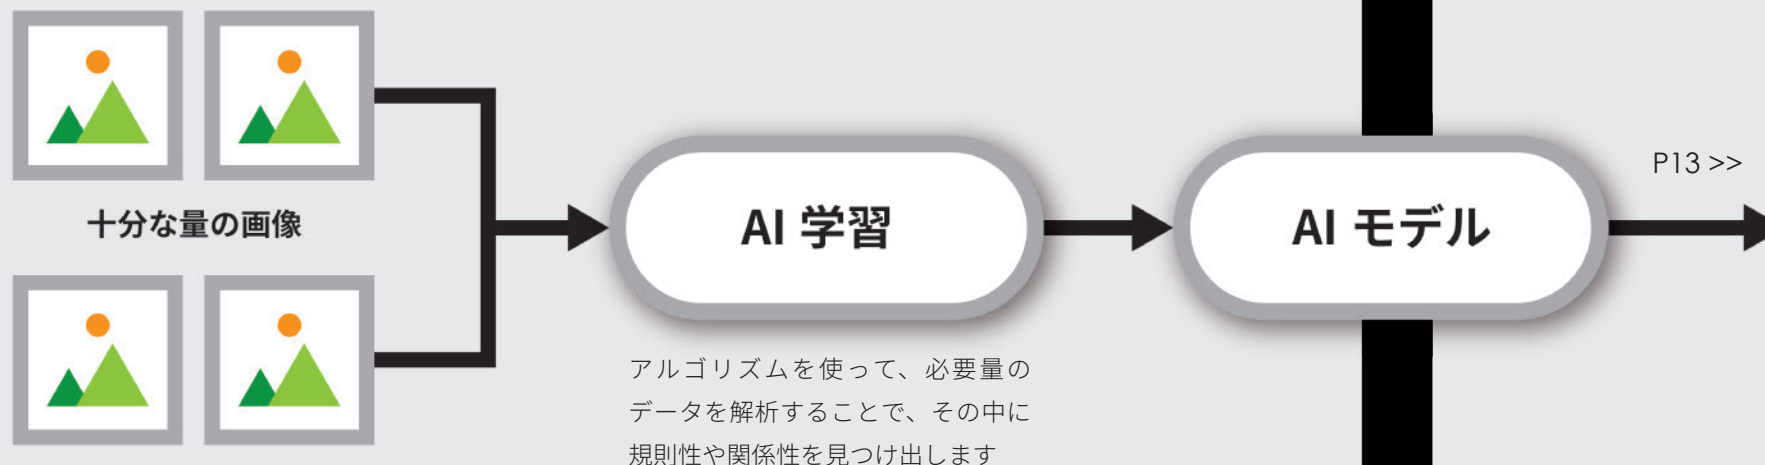 十分な量の画像
AI 学習
AI モデル
P13 >>
アルゴリズムを使って、必要量の
データを解析することで、その中に
規則性や関係性を見つけ出します